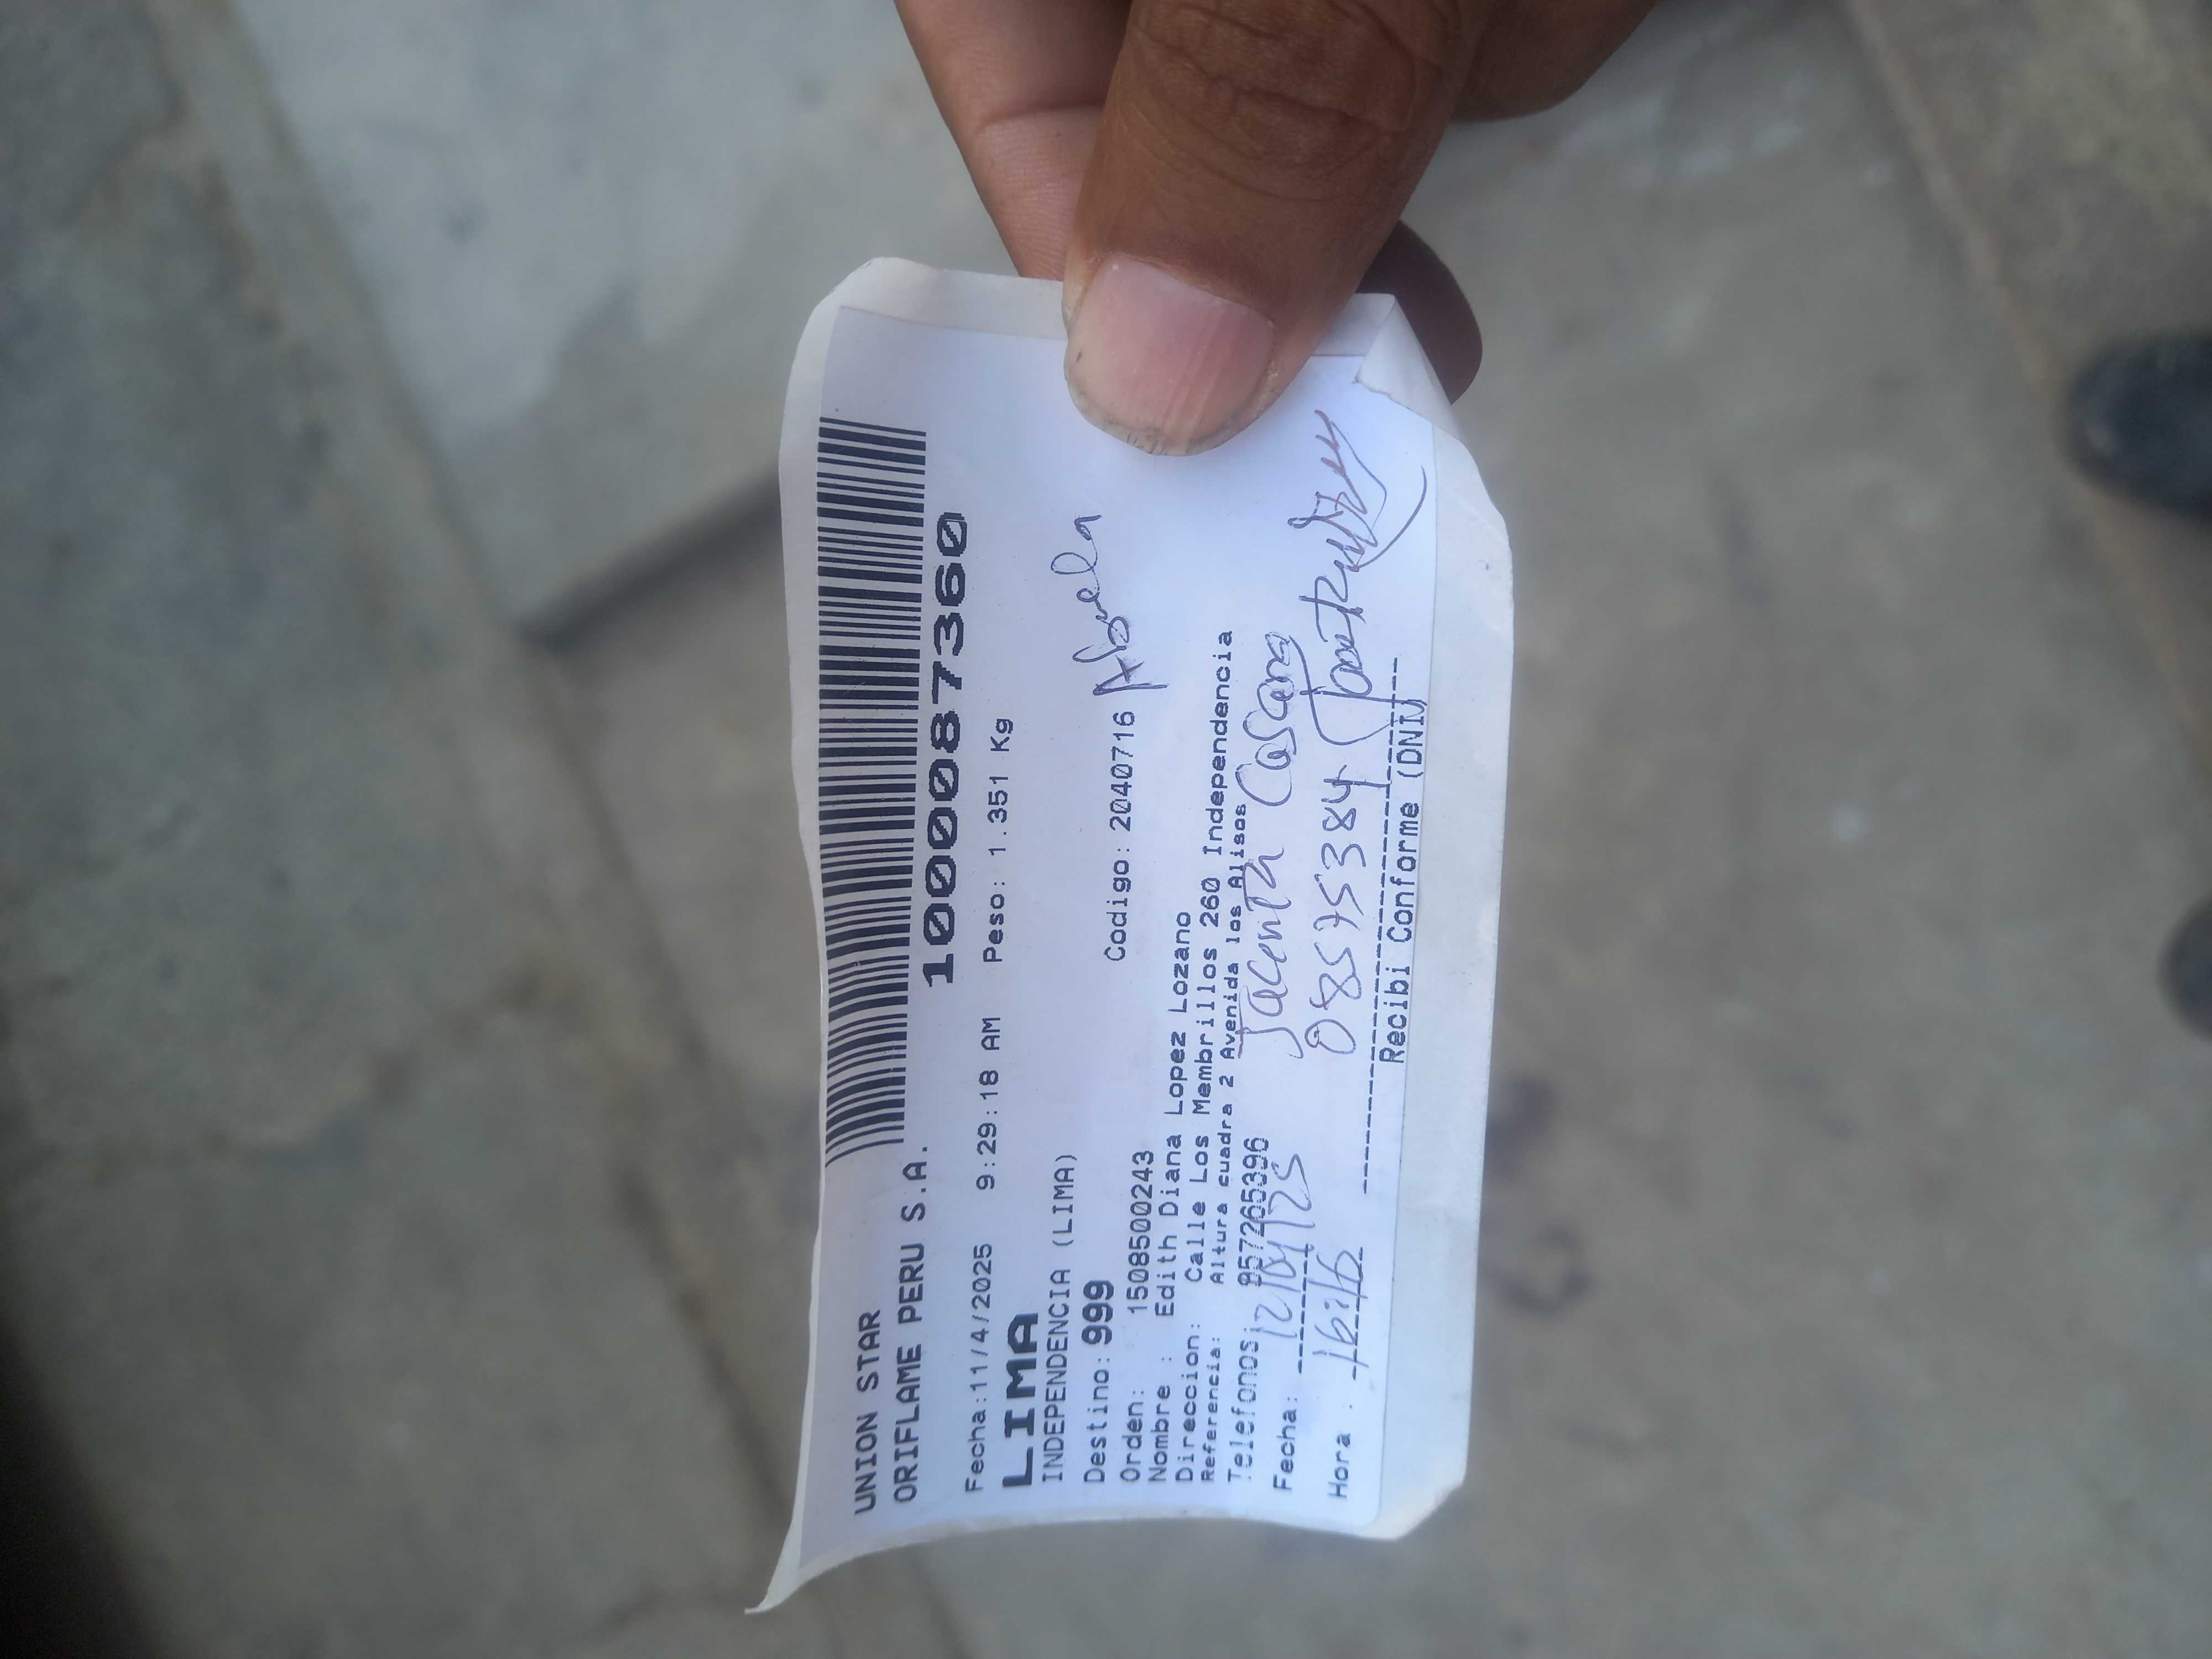 UNION STAR
ORIFLAME PERU S.A.
1000087360
Fecha:11/4/2025 9:29:18 AM Peso: 1.351 Kg
LIMA
INDEPENDENCIA (LIMA)
Destino: 999
Orden: 1508500243 Codigo: 2040716
Nombre : Edith Diana Lopez Lozano
Direccion: Calle Los Membrillos 260 Independencia
Referencia: Altura cuadra 2 Avenida los Alisos
Telefonos: 957265396
Fecha: 12/04/25
Hora : 16:16
Recibi Conforme (DNI)